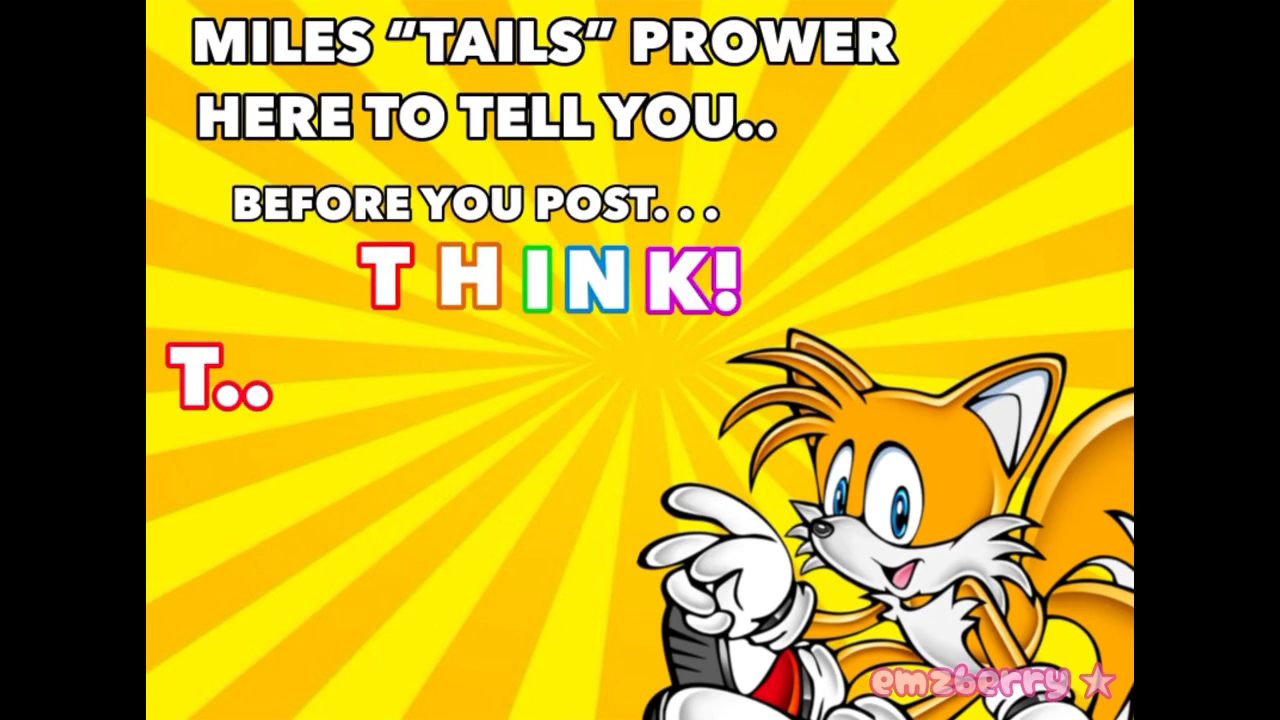 MILES “TAILS” PROWER
HERE TO TELL YOU..
BEFORE YOU POST. . .
T H I N K!
T..
emzberry ☆